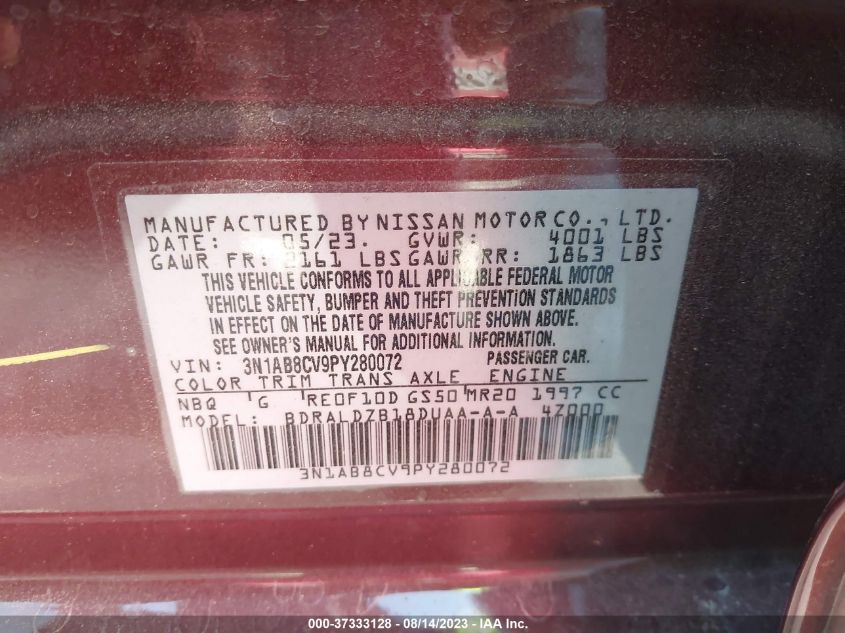 MANUFACTURED BY NISSAN MOTOR CO., LTD.
DATE: 05/23. GVWR: 4001 LBS
GAWR FR: 2161 LBS GAWR RR: 1863 LBS
THIS VEHICLE CONFORMS TO ALL APPLICABLE FEDERAL MOTOR
VEHICLE SAFETY, BUMPER AND THEFT PREVENTION STANDARDS
IN EFFECT ON THE DATE OF MANUFACTURE SHOWN ABOVE.
SEE OWNER'S MANUAL FOR ADDITIONAL INFORMATION.
VIN: 3N1AB8CV9PY280072 PASSENGER CAR.
COLOR TRIM TRANS AXLE ENGINE
NBQ G RE0F10D GS50 MR20 1997 CC
MODEL: BDRALDZB18DUAA-A-A 4Z000
3N1AB8CV9PY280072
000-37333128 - 08/14/2023 - IAA Inc.